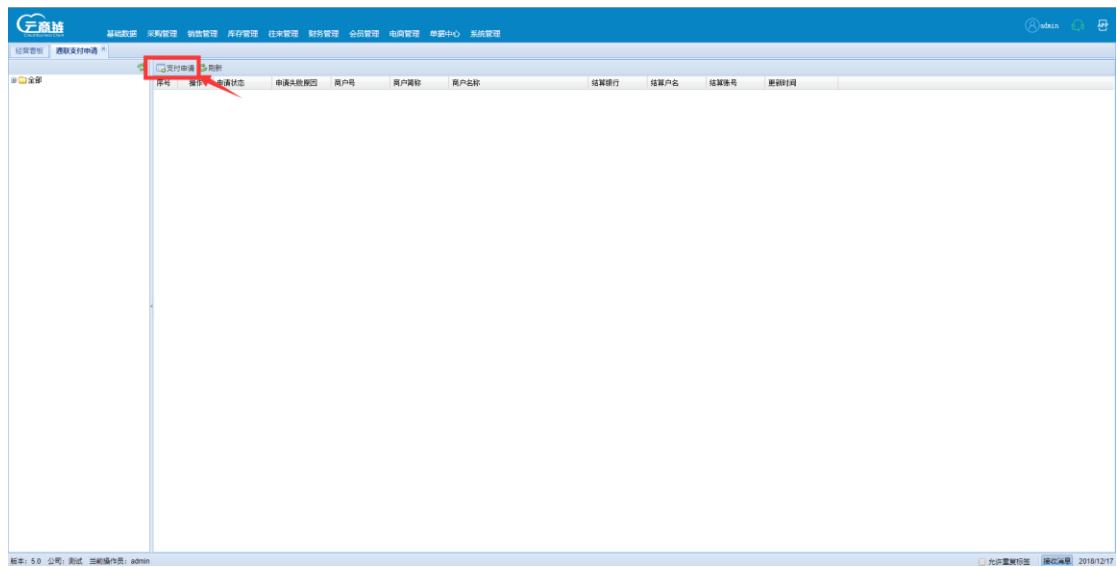 云商链
基础数据 采购管理 销售管理 库存管理 往来管理 财务管理 会员管理 电商管理 单据中心 系统管理
admin
经营看板 通联支付申请
支付申请 刷新
全部
序号 操作 申请状态 申请失败原因 商户号 商户简称 商户名称 结算银行 结算户名 结算账号 更新时间
版本：5.0 公司：测试 当前操作员：admin
允许重复标签 接收消息 2018/12/17